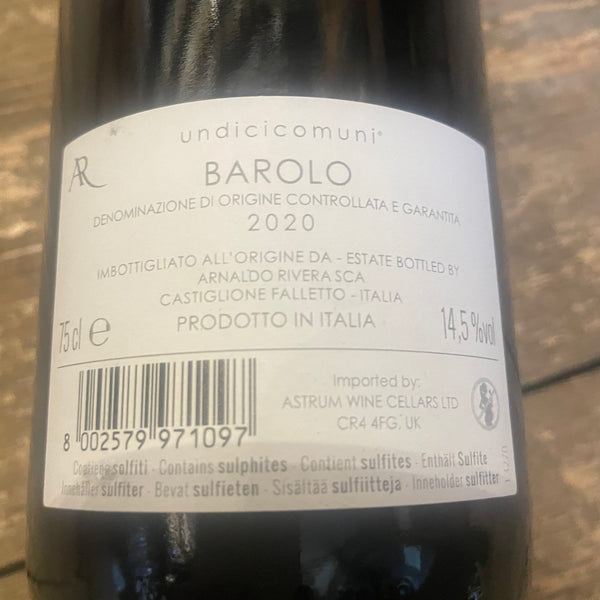 undicicomuni®
AR
BAROLO
DENOMINAZIONE DI ORIGINE CONTROLLATA E GARANTITA
2020
IMBOTTIGLIATO ALL'ORIGINE DA - ESTATE BOTTLED BY
ARNALDO RIVERA SCA
CASTIGLIONE FALLETTO - ITALIA
75 cl e
PRODOTTO IN ITALIA
14,5 %vol
8 002579 971097
Imported by:
ASTRUM WINE CELLARS LTD
CR4 4FG. UK
Contiene solfiti - Contains sulphites - Contient sulfites - Enthält Sulfite
Innehåller sulfiter - Bevat sulfieten - Sisältää sulfiitteja - Inneholder sulfitter